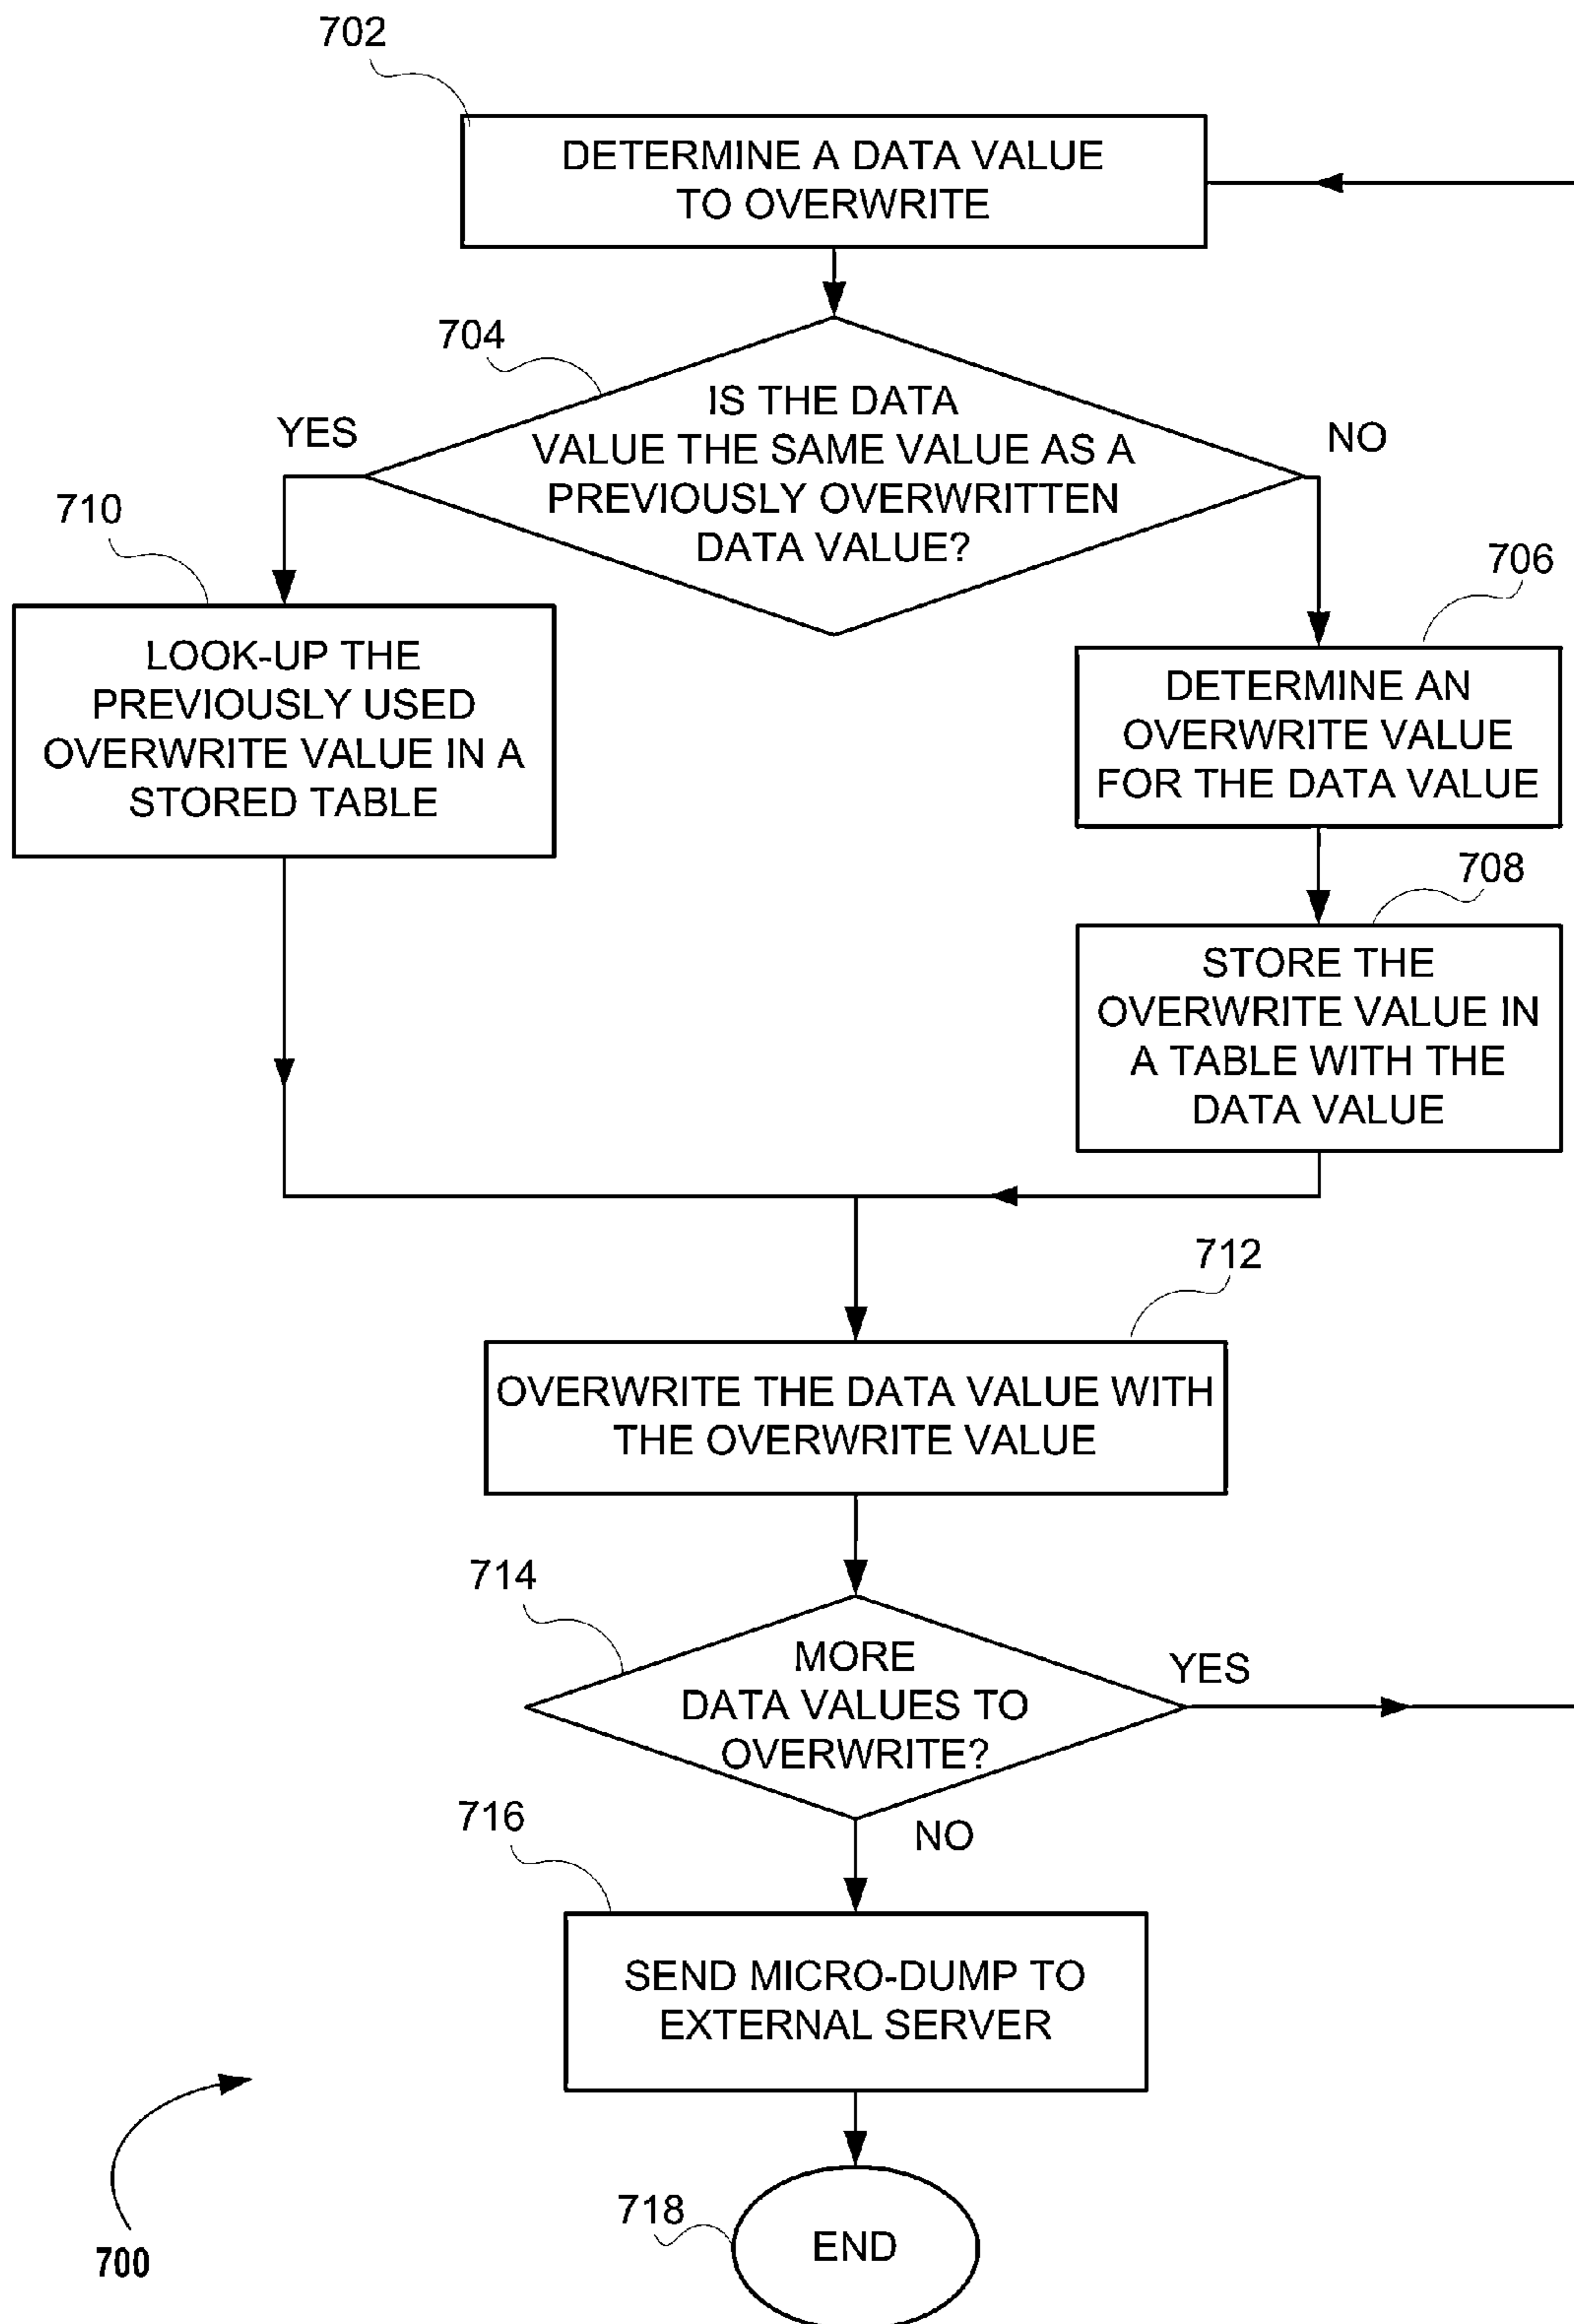 702
DETERMINE A DATA VALUE
TO OVERWRITE
704
IS THE DATA
VALUE THE SAME VALUE AS A
PREVIOUSLY OVERWRITTEN
DATA VALUE?
YES
NO
710
LOOK-UP THE
PREVIOUSLY USED
OVERWRITE VALUE IN A
STORED TABLE
706
DETERMINE AN
OVERWRITE VALUE
FOR THE DATA VALUE
708
STORE THE
OVERWRITE VALUE IN
A TABLE WITH THE
DATA VALUE
712
OVERWRITE THE DATA VALUE WITH
THE OVERWRITE VALUE
714
MORE
DATA VALUES TO
OVERWRITE?
YES
NO
716
SEND MICRO-DUMP TO
EXTERNAL SERVER
718
END
700